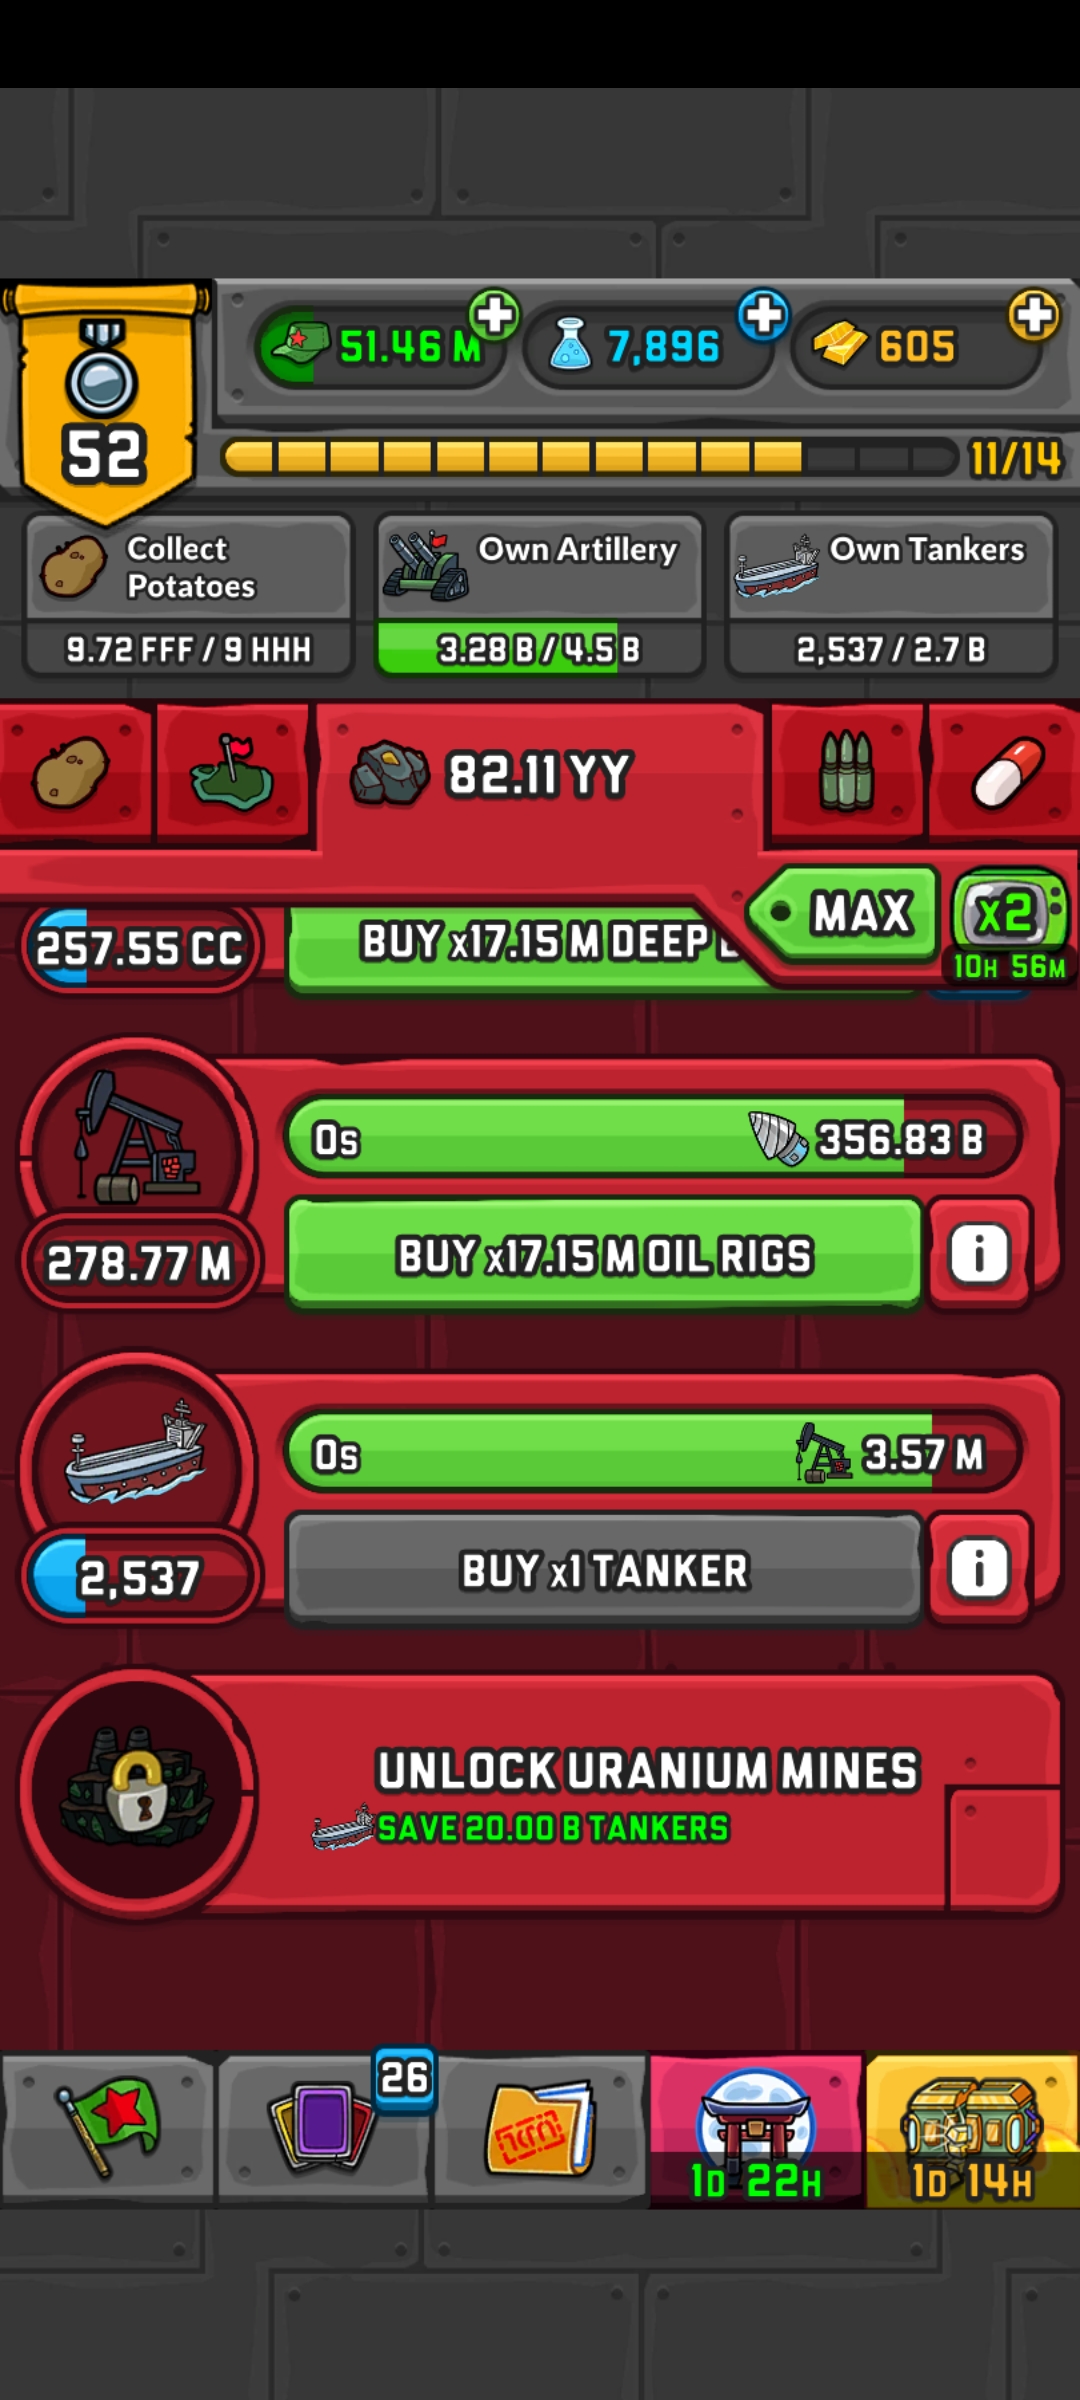 51.46 M
7,896
605
52
11/14
Collect
Potatoes
9.72 FFF / 9 HHH
Own Artillery
3.28 B / 4.5 B
Own Tankers
2,537 / 2.7 B
82.11 YY
MAX
x2
10H 56M
257.55 CC
BUY x17.15 M DEEP
0s
356.83 B
278.77 M
BUY x17.15 M OIL RIGS
i
0s
3.57 M
2,537
BUY x1 TANKER
i
UNLOCK URANIUM MINES
SAVE 20.00 B TANKERS
26
1D 22H
1D 14H